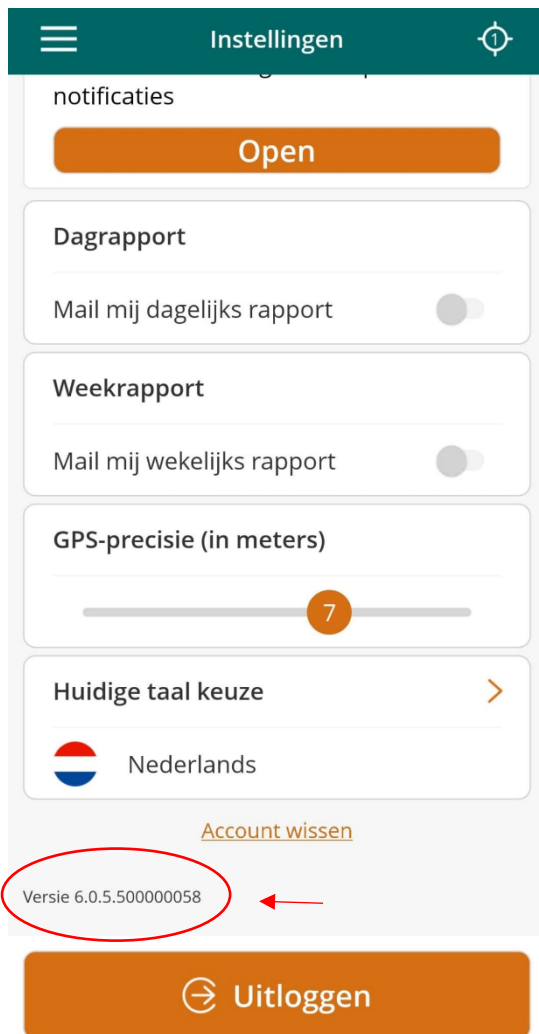 Instellingen
1
notificaties
Open
Dagrapport
Mail mij dagelijks rapport
Weekrapport
Mail mij wekelijks rapport
GPS-precisie (in meters)
7
Huidige taal keuze
Nederlands
Account wissen
Versie 6.0.5.500000058
Uitloggen